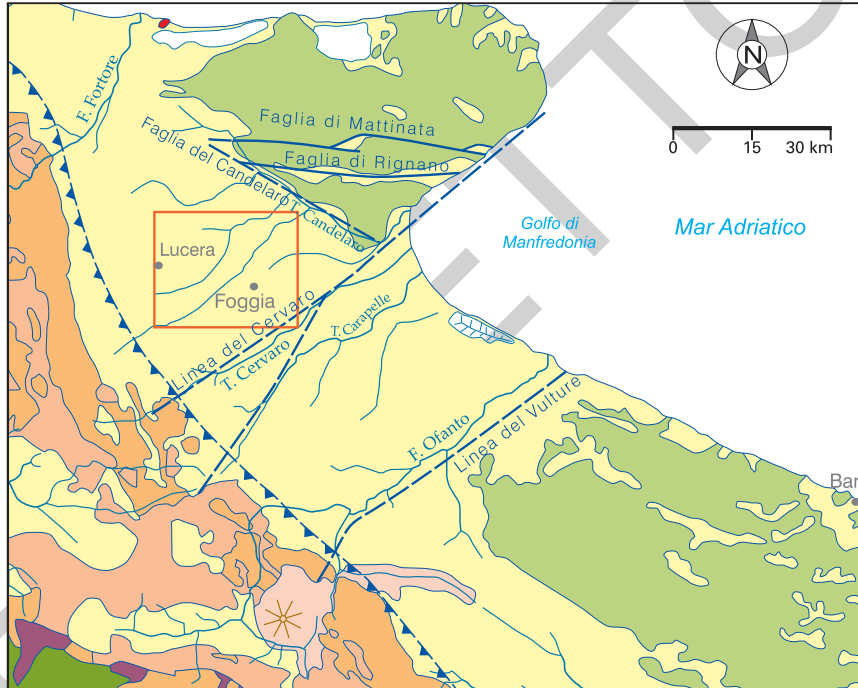 N
0 15 30 km
F. Fortore
Faglia di Mattinata
Faglia del Candelaro
Faglia di Rignano
T. Candelaro
Golfo di
Manfredonia
Mar Adriatico
Lucera
Foggia
Linea del Cervaro
T. Cervaro
T. Carapelle
F. Ofanto
Linea del Vulture
Bar